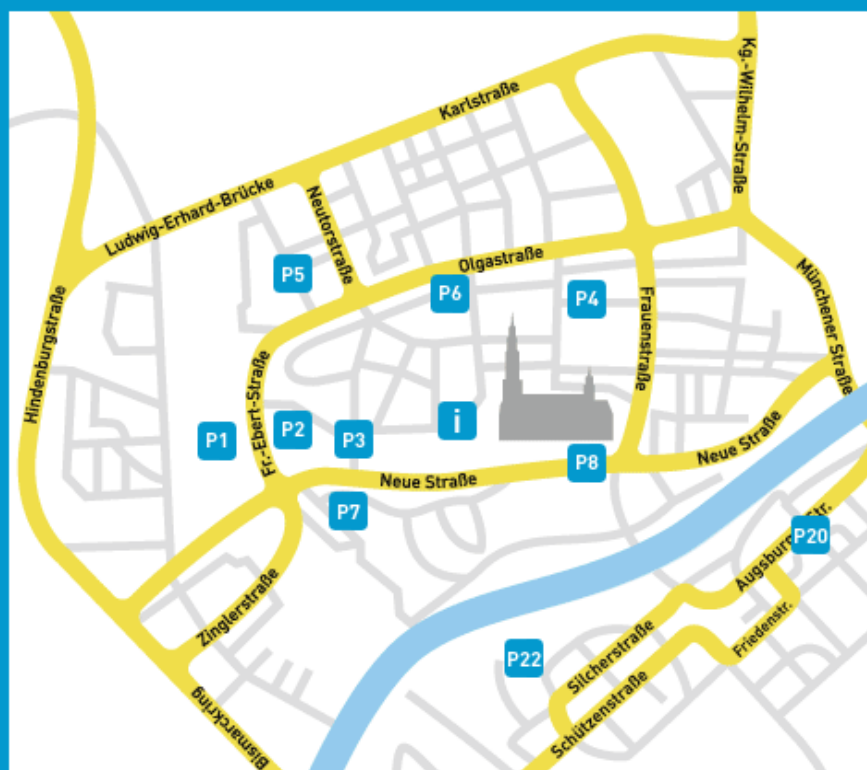 Kg.-Wilhelm-Straße
Karlstraße
Ludwig-Erhard-Brücke
Neutorstraße
Olgastraße
P5
P6
P4
Münchener Straße
Hindenburgstraße
Frauenstraße
Fr.-Ebert-Straße
P1
P2
P3
i
P8
Neue Straße
Neue Straße
P7
P20
Augsburger Str.
Zinglerstraße
Friedenstr.
Silcherstraße
P22
Schützenstraße
Bismarckring